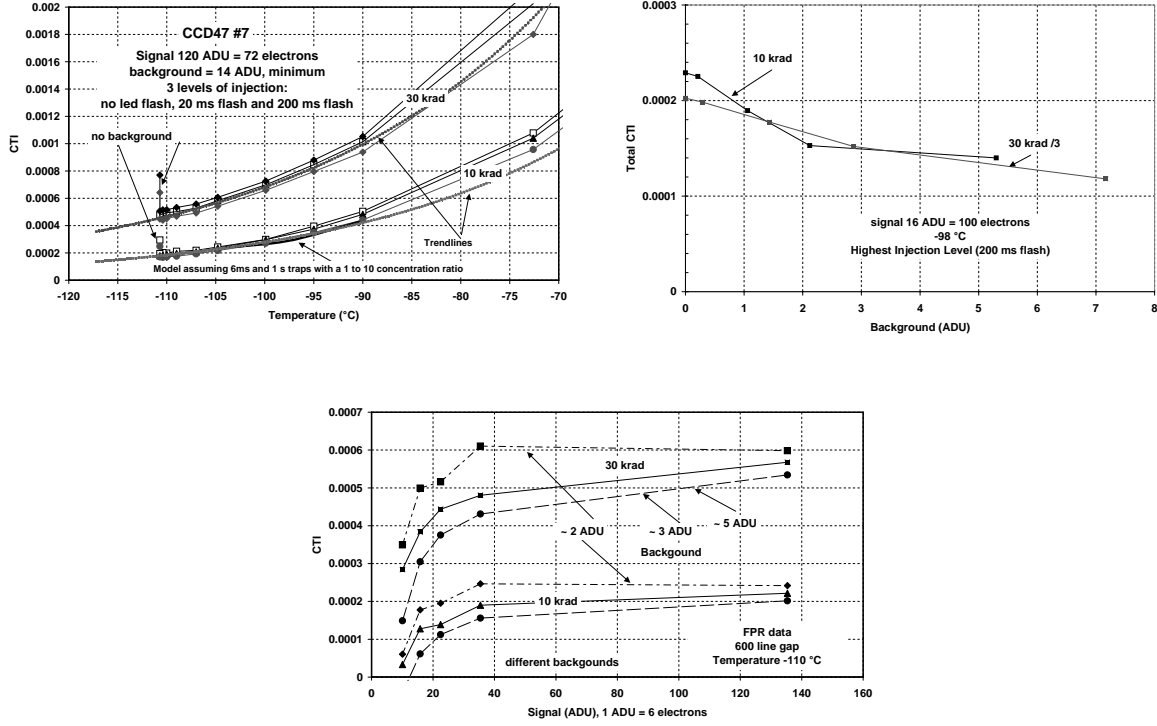 CCD47 #7
Signal 120 ADU = 72 electrons
background = 14 ADU, minimum
3 levels of injection:
no led flash, 20 ms flash and 200 ms flash
no background
30 krad
10 krad
Trendlines
Model assuming 6ms and 1 s traps with a 1 to 10 concentration ratio
CTI
0.002
0.0018
0.0016
0.0014
0.0012
0.001
0.0008
0.0006
0.0004
0.0002
0
-120 -115 -110 -105 -100 -95 -90 -85 -80 -75 -70
Temperature (°C)
Total CTI
0.0003
0.0002
0.0001
0
10 krad
30 krad /3
signal 16 ADU = 100 electrons
-98 °C
Highest Injection Level (200 ms flash)
0 1 2 3 4 5 6 7 8
Background (ADU)
CTI
0.0007
0.0006
0.0005
0.0004
0.0003
0.0002
0.0001
0
30 krad
~ 2 ADU ~ 3 ADU ~ 5 ADU
Backgound
10 krad
FPR data
600 line gap
Temperature -110 °C
different backgounds
0 20 40 60 80 100 120 140 160
Signal (ADU), 1 ADU = 6 electrons